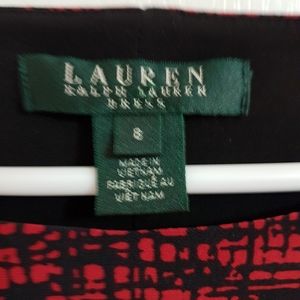 LAUREN
RALPH LAUREN
DRESS
8
MADE IN
VIETNAM
FABRIQUÉ AU
VIET NAM